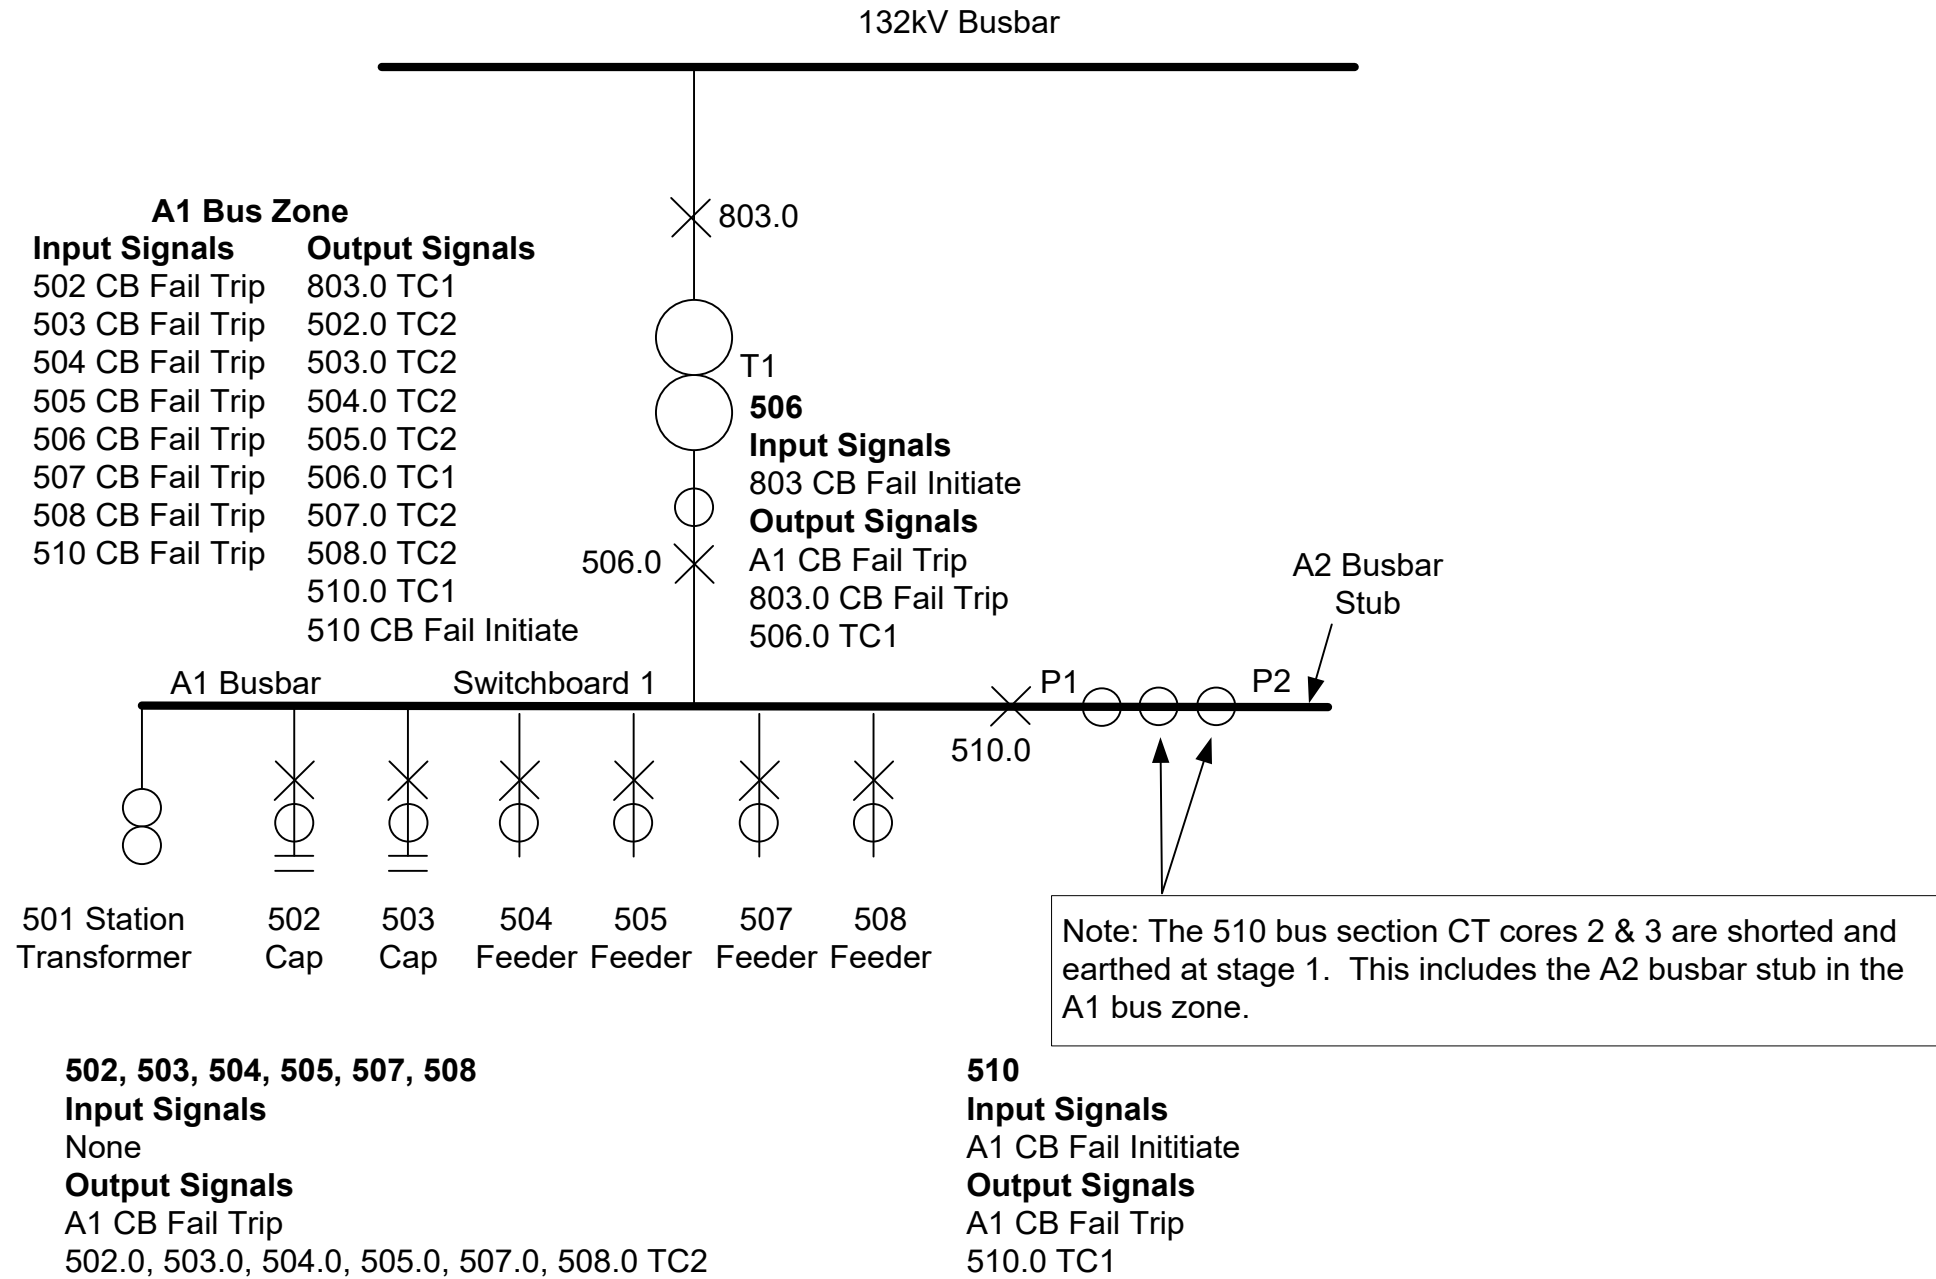 132kV Busbar
803.0
A1 Bus Zone
Input Signals
502 CB Fail Trip
503 CB Fail Trip
504 CB Fail Trip
505 CB Fail Trip
506 CB Fail Trip
507 CB Fail Trip
508 CB Fail Trip
510 CB Fail Trip
Output Signals
803.0 TC1
502.0 TC2
503.0 TC2
504.0 TC2
505.0 TC2
506.0 TC1
507.0 TC2
508.0 TC2
510.0 TC1
510 CB Fail Initiate
T1
506
Input Signals
803 CB Fail Initiate
Output Signals
A1 CB Fail Trip
803.0 CB Fail Trip
506.0 TC1
506.0
A2 Busbar
Stub
A1 Busbar
Switchboard 1
P1
P2
510.0
501 Station
Transformer
502
Cap
503
Cap
504
Feeder
505
Feeder
507
Feeder
508
Feeder
Note: The 510 bus section CT cores 2 & 3 are shorted and
earthed at stage 1.  This includes the A2 busbar stub in the
A1 bus zone.
502, 503, 504, 505, 507, 508
Input Signals
None
Output Signals
A1 CB Fail Trip
502.0, 503.0, 504.0, 505.0, 507.0, 508.0 TC2
510
Input Signals
A1 CB Fail Inititiate
Output Signals
A1 CB Fail Trip
510.0 TC1